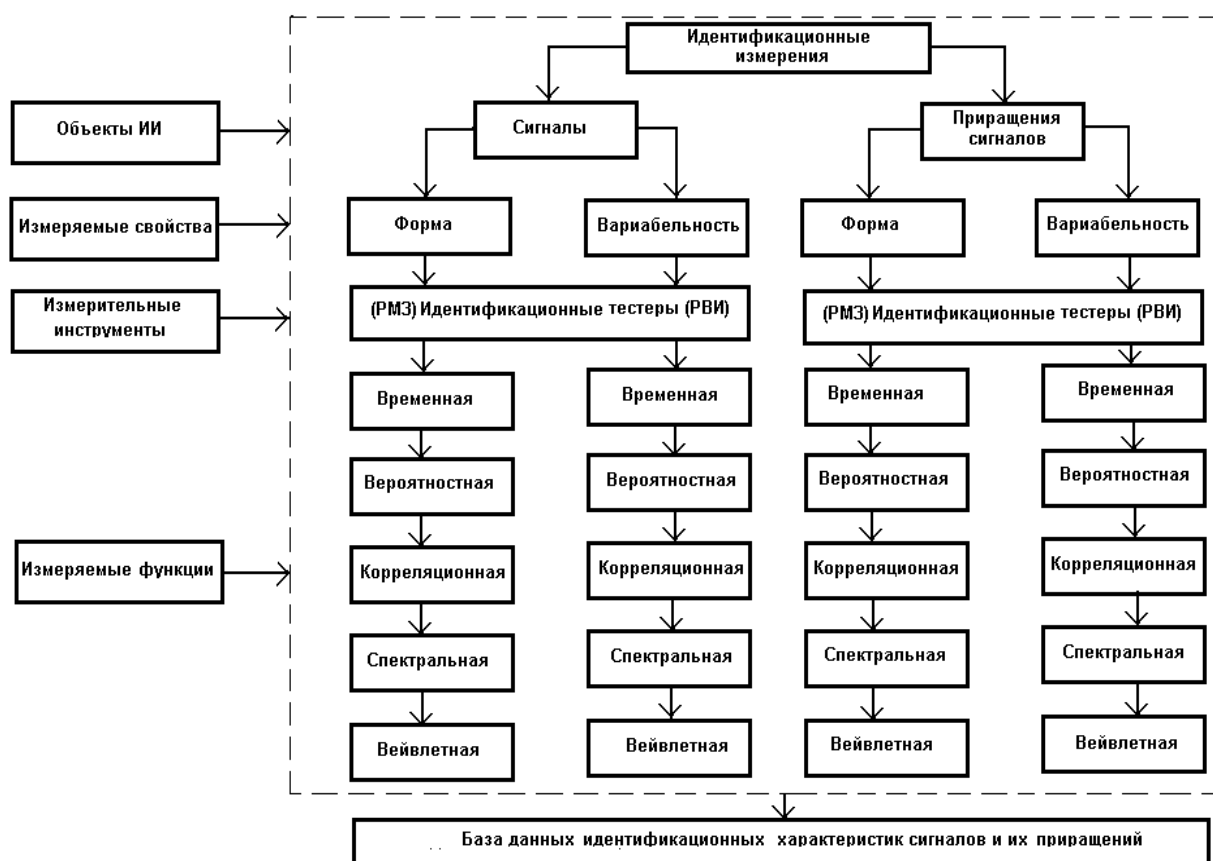 Идентификационные
измерения
Объекты ИИ
Сигналы
Приращения
сигналов
Измеряемые свойства
Форма
Вариабельность
Форма
Вариабельность
Измерительные
инструменты
(РМЗ) Идентификационные тестеры (РВИ)
(РМЗ) Идентификационные тестеры (РВИ)
Временная
Временная
Временная
Временная
Вероятностная
Вероятностная
Вероятностная
Вероятностная
Измеряемые функции
Корреляционная
Корреляционная
Корреляционная
Корреляционная
Спектральная
Спектральная
Спектральная
Спектральная
Вейвлетная
Вейвлетная
Вейвлетная
Вейвлетная
База данных идентификационных характеристик сигналов и их приращений